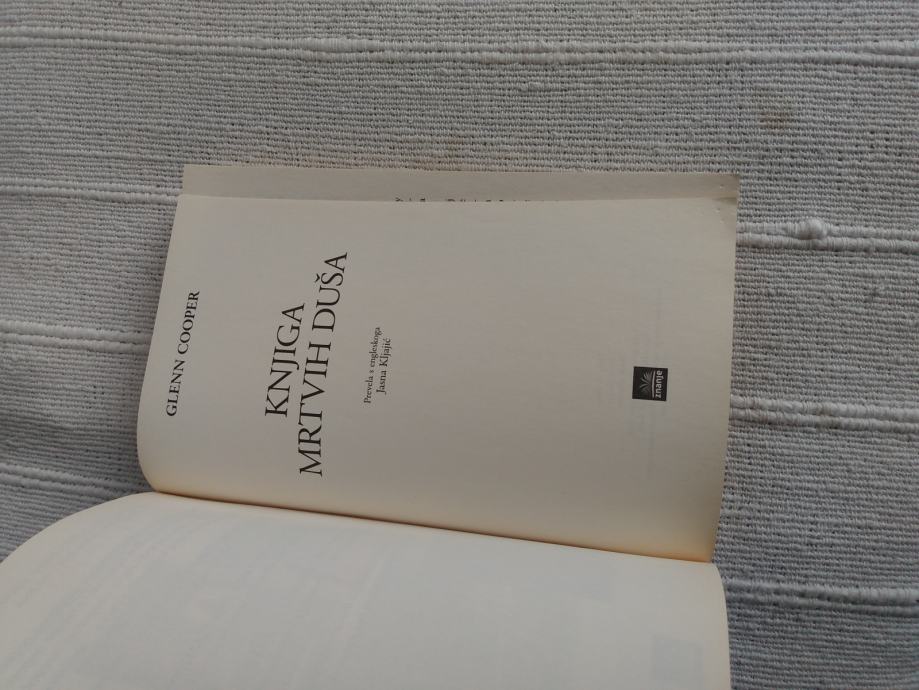 GLENN COOPER
KNJIGA
MRTVIH DUŠA
Prevela s engleskoga
Jasna Kljajić
znanje